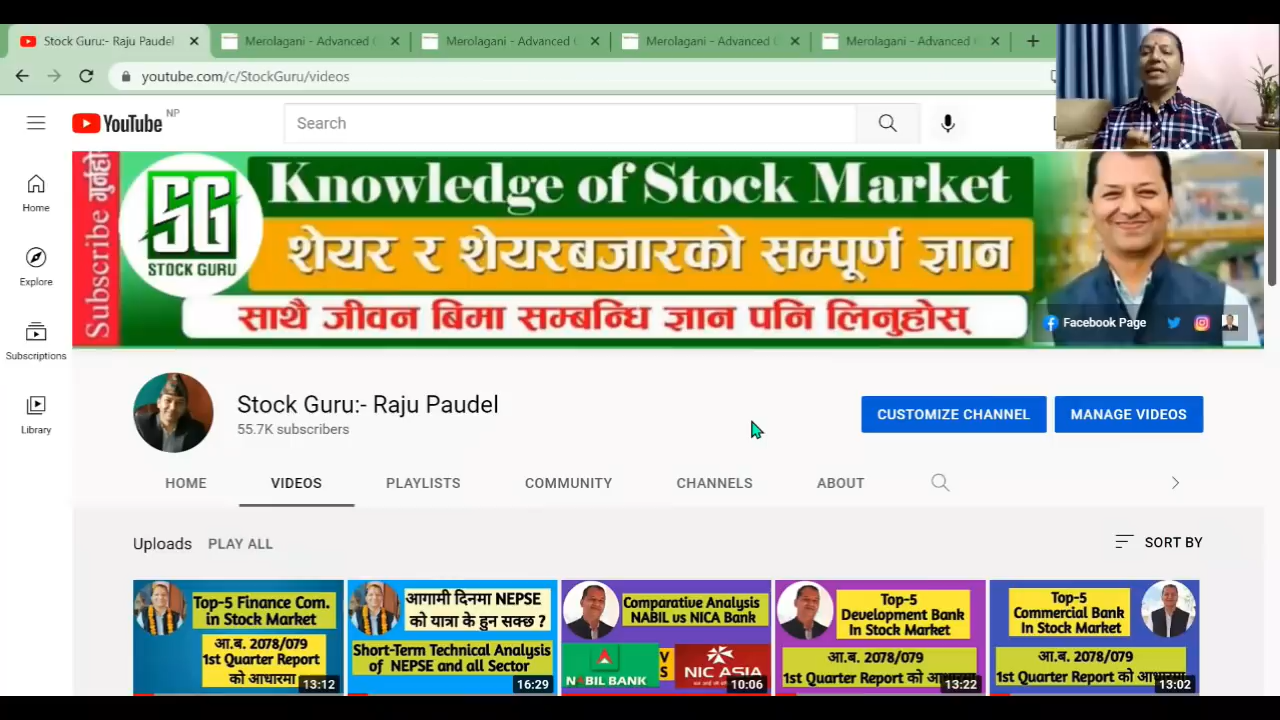 Stock Guru:- Raju Paudel
Merolagani - Advanced
Merolagani - Advanced
Merolagani - Advanced
Merolagani - Advanced
youtube.com/c/StockGuru/videos
YouTube NP
Search
Home
Explore
Subscriptions
Library
Subscribe गर्नुहोस्
SG
STOCK GURU
Knowledge of Stock Market
शेयर र शेयरबजारको सम्पूर्ण ज्ञान
साथै जीवन बिमा सम्बन्धि ज्ञान पनि लिनुहोस्
Facebook Page
Stock Guru:- Raju Paudel
55.7K subscribers
CUSTOMIZE CHANNEL
MANAGE VIDEOS
HOME
VIDEOS
PLAYLISTS
COMMUNITY
CHANNELS
ABOUT
Uploads
PLAY ALL
SORT BY
Top-5 Finance Com.
in Stock Market
आ.ब. 2078/079
1st Quarter Report
को आधारमा
13:12
आगामी दिनमा NEPSE
को यात्रा के हुन सक्छ ?
Short-Term Technical Analysis
of NEPSE and all Sector
16:29
Comparative Analysis
NABIL vs NICA Bank
NABIL BANK
V
S
NIC ASIA
10:06
Top-5
Development Bank
In Stock Market
आ.ब. 2078/079
1st Quarter Report को
13:22
Top-5
Commercial Bank
In Stock Market
आ.ब. 2078/079
1st Quarter Report को
13:02